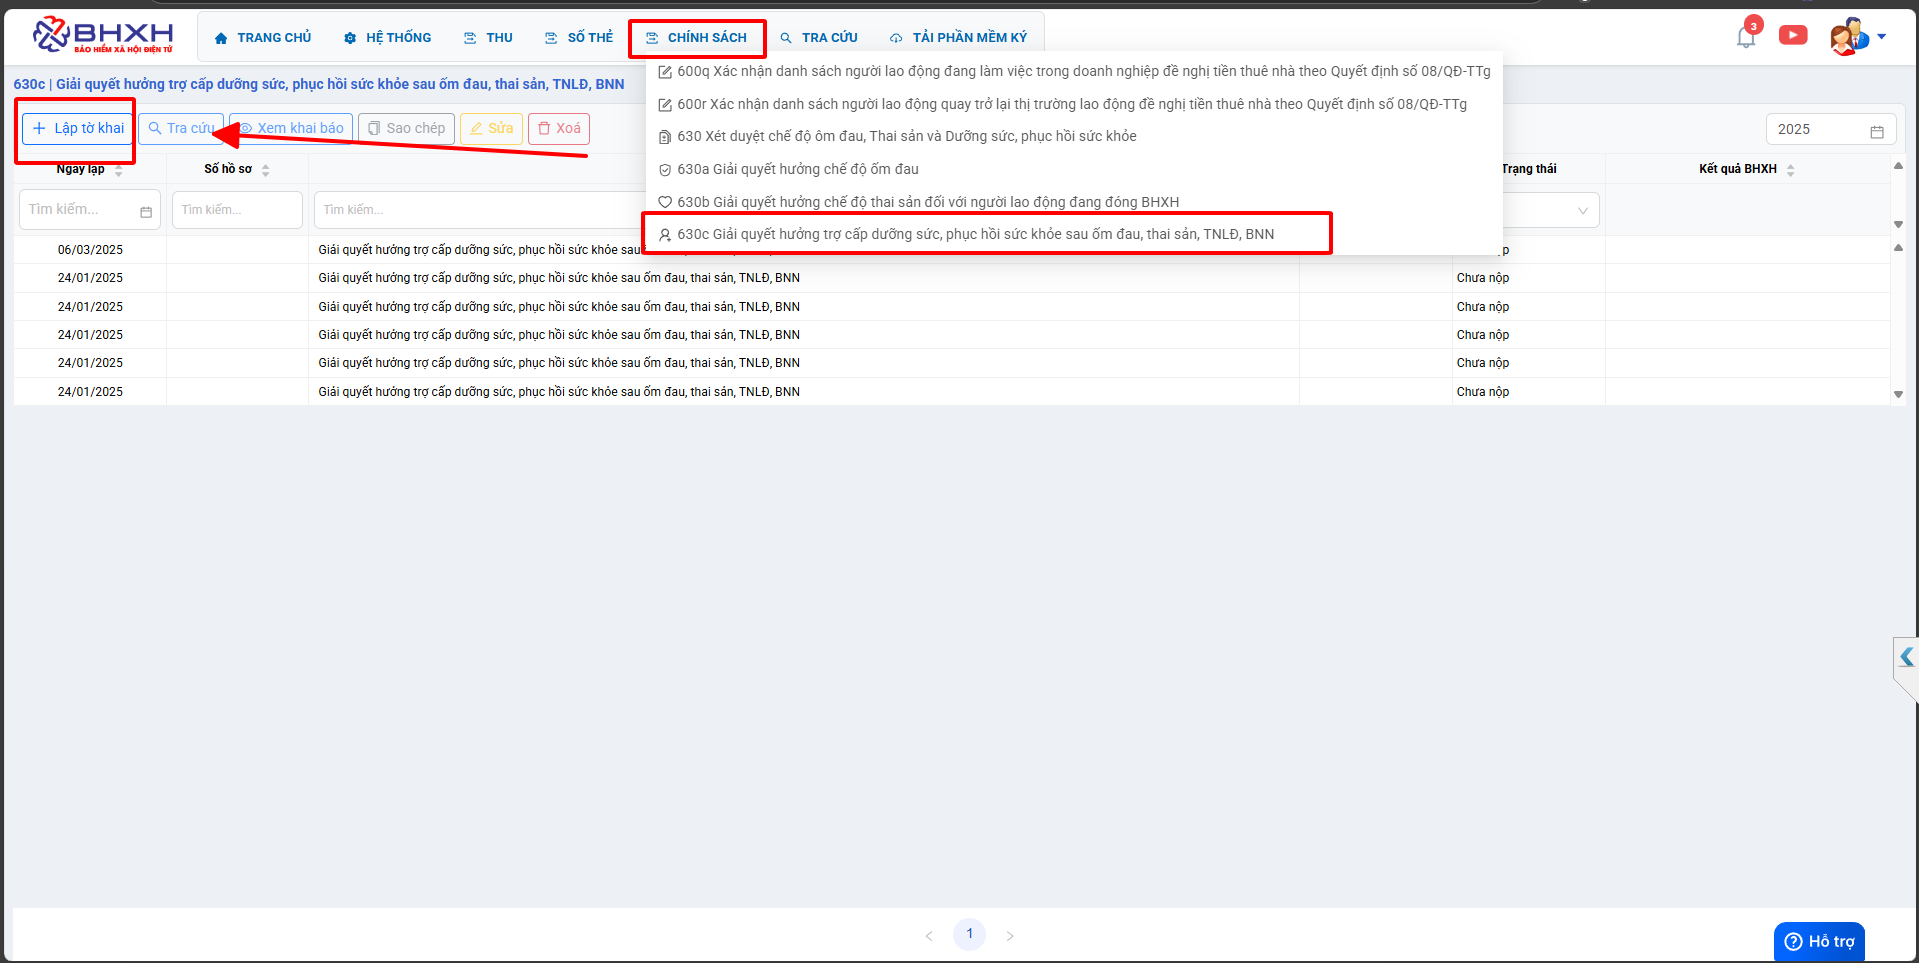 BHXH
BẢO HIỂM XÃ HỘI ĐIỆN TỬ
TRANG CHỦ
HỆ THỐNG
THU
SỔ THẺ
CHÍNH SÁCH
TRA CỨU
TẢI PHẦN MỀM KÝ
3
630c | Giải quyết hưởng trợ cấp dưỡng sức, phục hồi sức khỏe sau ốm đau, thai sản, TNLĐ, BNN
600q Xác nhận danh sách người lao động đang làm việc trong doanh nghiệp đề nghị tiền thuê nhà theo Quyết định số 08/QĐ-TTg
600r Xác nhận danh sách người lao động quay trở lại thị trường lao động đề nghị tiền thuê nhà theo Quyết định số 08/QĐ-TTg
630 Xét duyệt chế độ ôm đau, Thai sản và Dưỡng sức, phục hồi sức khỏe
630a Giải quyết hưởng chế độ ốm đau
630b Giải quyết hưởng chế độ thai sản đối với người lao động đang đóng BHXH
630c Giải quyết hưởng trợ cấp dưỡng sức, phục hồi sức khỏe sau ốm đau, thai sản, TNLĐ, BNN
Lập tờ khai
Tra cứu
Xem khai báo
Sao chép
Sửa
Xoá
2025
Ngày lập
Số hồ sơ
Trạng thái
Kết quả BHXH
Tìm kiếm...
Tìm kiếm...
Tìm kiếm...
06/03/2025 Giải quyết hưởng trợ cấp dưỡng sức, phục hồi sức khỏe sau
24/01/2025 Giải quyết hưởng trợ cấp dưỡng sức, phục hồi sức khỏe sau ốm đau, thai sản, TNLĐ, BNN Chưa nộp
24/01/2025 Giải quyết hưởng trợ cấp dưỡng sức, phục hồi sức khỏe sau ốm đau, thai sản, TNLĐ, BNN Chưa nộp
24/01/2025 Giải quyết hưởng trợ cấp dưỡng sức, phục hồi sức khỏe sau ốm đau, thai sản, TNLĐ, BNN Chưa nộp
24/01/2025 Giải quyết hưởng trợ cấp dưỡng sức, phục hồi sức khỏe sau ốm đau, thai sản, TNLĐ, BNN Chưa nộp
24/01/2025 Giải quyết hưởng trợ cấp dưỡng sức, phục hồi sức khỏe sau ốm đau, thai sản, TNLĐ, BNN Chưa nộp
< 1 >
Hỗ trợ